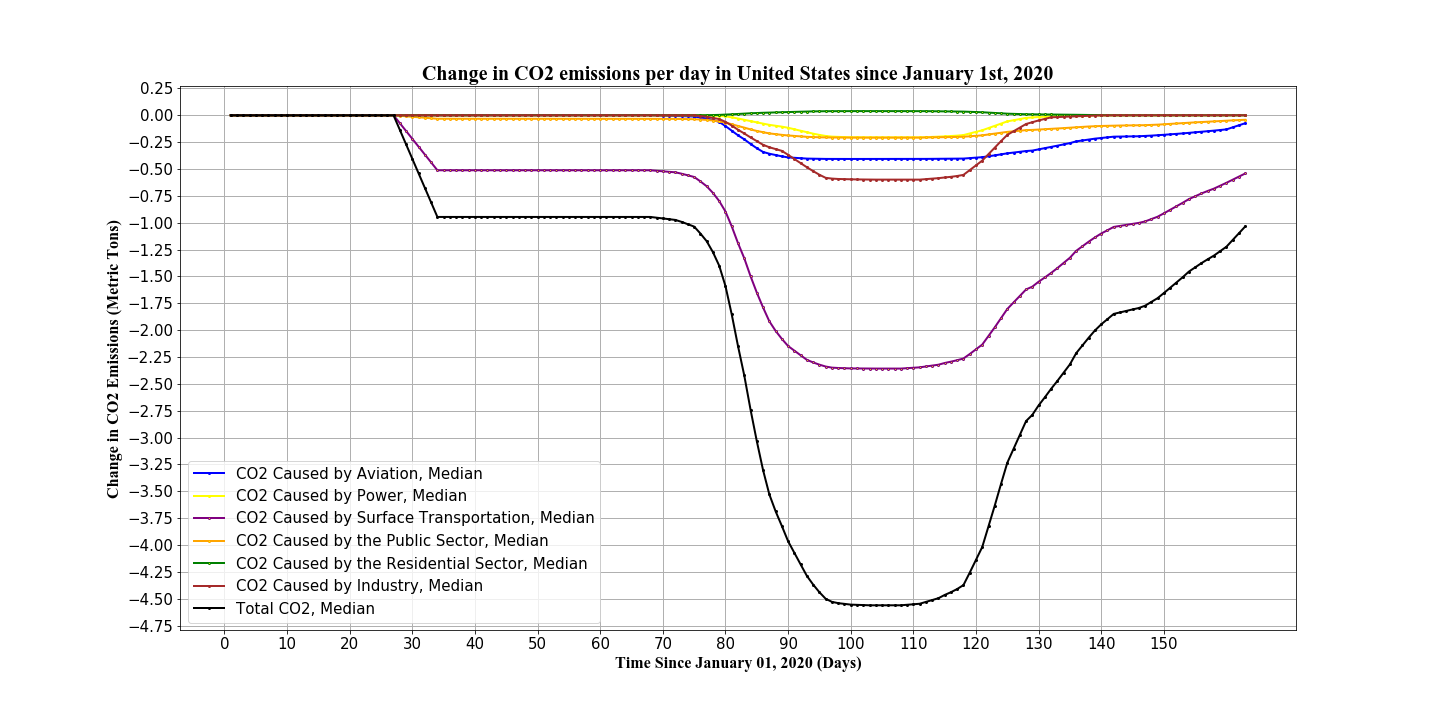 Change in CO2 emissions per day in United States since January 1st, 2020
0.25
0.00
−0.25
−0.50
−0.75
−1.00
−1.25
−1.50
−1.75
−2.00
−2.25
−2.50
−2.75
−3.00
−3.25
−3.50
−3.75
−4.00
−4.25
−4.50
−4.75
Change in CO2 Emissions (Metric Tons)
CO2 Caused by Aviation, Median
CO2 Caused by Power, Median
CO2 Caused by Surface Transportation, Median
CO2 Caused by the Public Sector, Median
CO2 Caused by the Residential Sector, Median
CO2 Caused by Industry, Median
Total CO2, Median
0 10 20 30 40 50 60 70 80 90 100 110 120 130 140 150
Time Since January 01, 2020 (Days)